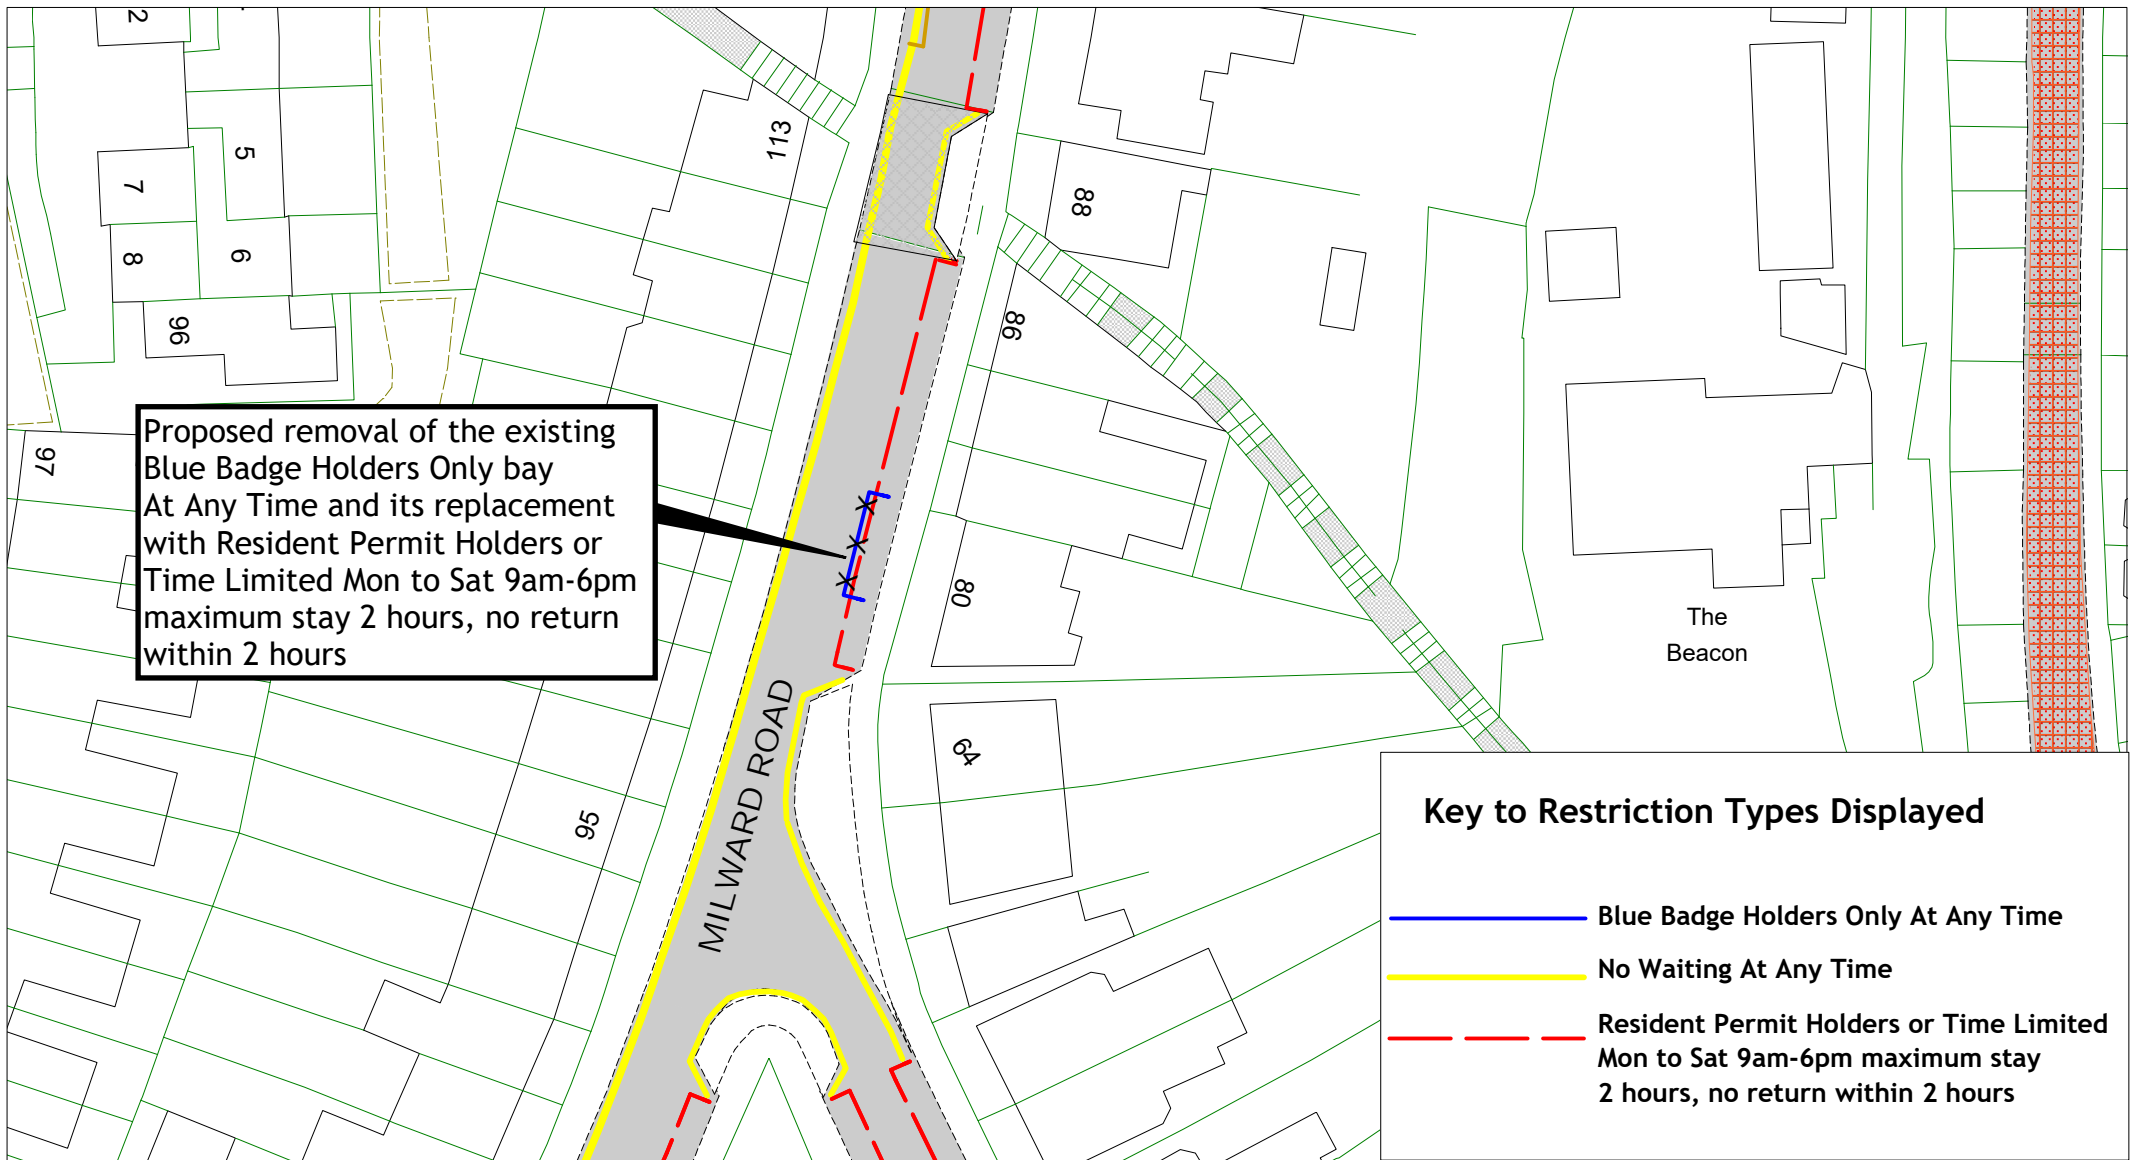 2
113
5
7
8
6
96
88
86
97
Proposed removal of the existing
Blue Badge Holders Only bay
At Any Time and its replacement
with Resident Permit Holders or
Time Limited Mon to Sat 9am-6pm
maximum stay 2 hours, no return
within 2 hours
80
The
Beacon
MILWARD ROAD
64
95
Key to Restriction Types Displayed
Blue Badge Holders Only At Any Time
No Waiting At Any Time
Resident Permit Holders or Time Limited
Mon to Sat 9am-6pm maximum stay
2 hours, no return within 2 hours